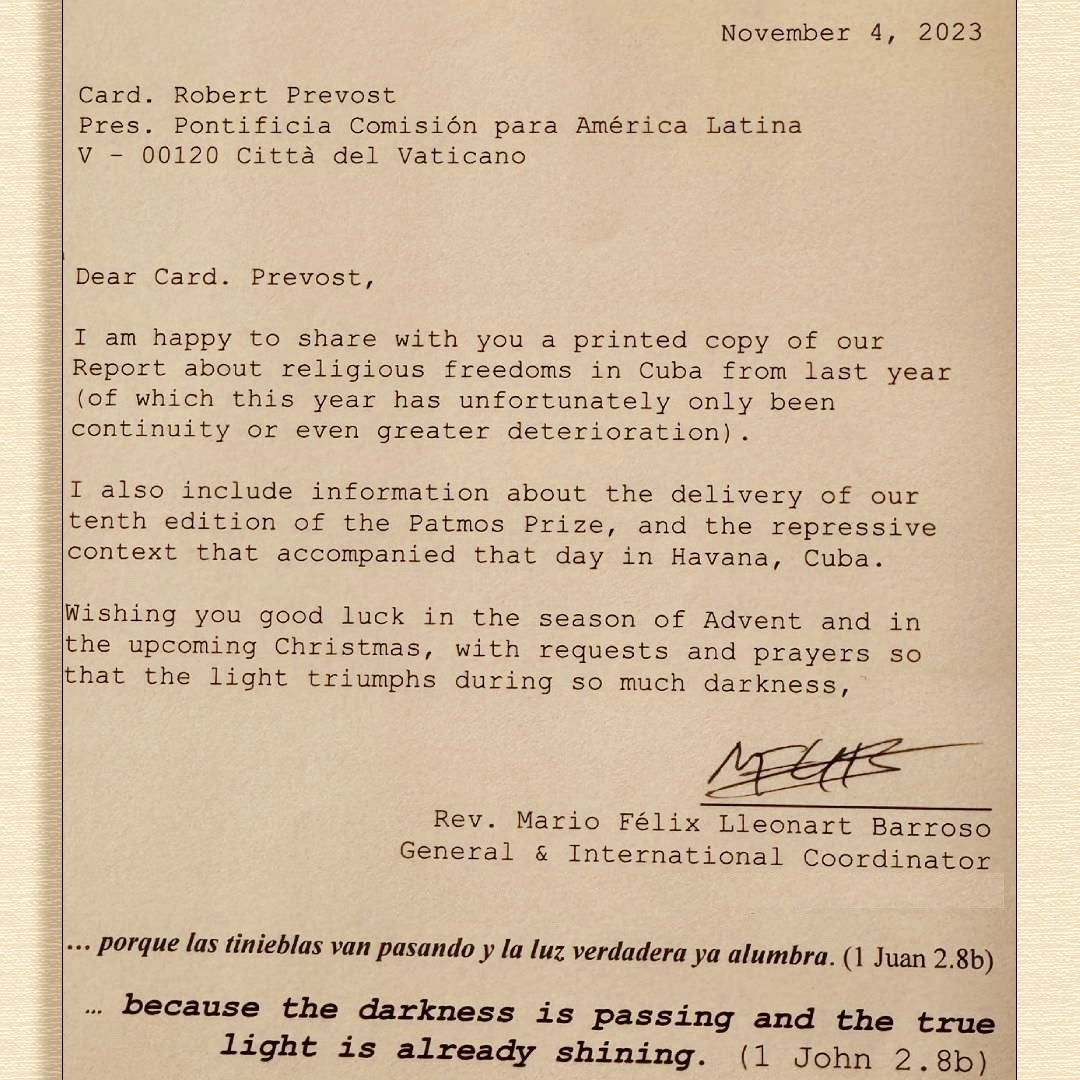 November 4, 2023
Card. Robert Prevost
Pres. Pontificia Comisión para América Latina
V - 00120 Città del Vaticano
Dear Card. Prevost,
I am happy to share with you a printed copy of our
Report about religious freedoms in Cuba from last year
(of which this year has unfortunately only been
continuity or even greater deterioration).
I also include information about the delivery of our
tenth edition of the Patmos Prize, and the repressive
context that accompanied that day in Havana, Cuba.
Wishing you good luck in the season of Advent and in
the upcoming Christmas, with requests and prayers so
that the light triumphs during so much darkness,
Rev. Mario Félix Lleonart Barroso
General & International Coordinator
... porque las tinieblas van pasando y la luz verdadera ya alumbra. (1 Juan 2.8b)
... because the darkness is passing and the true
light is already shining. (1 John 2.8b)